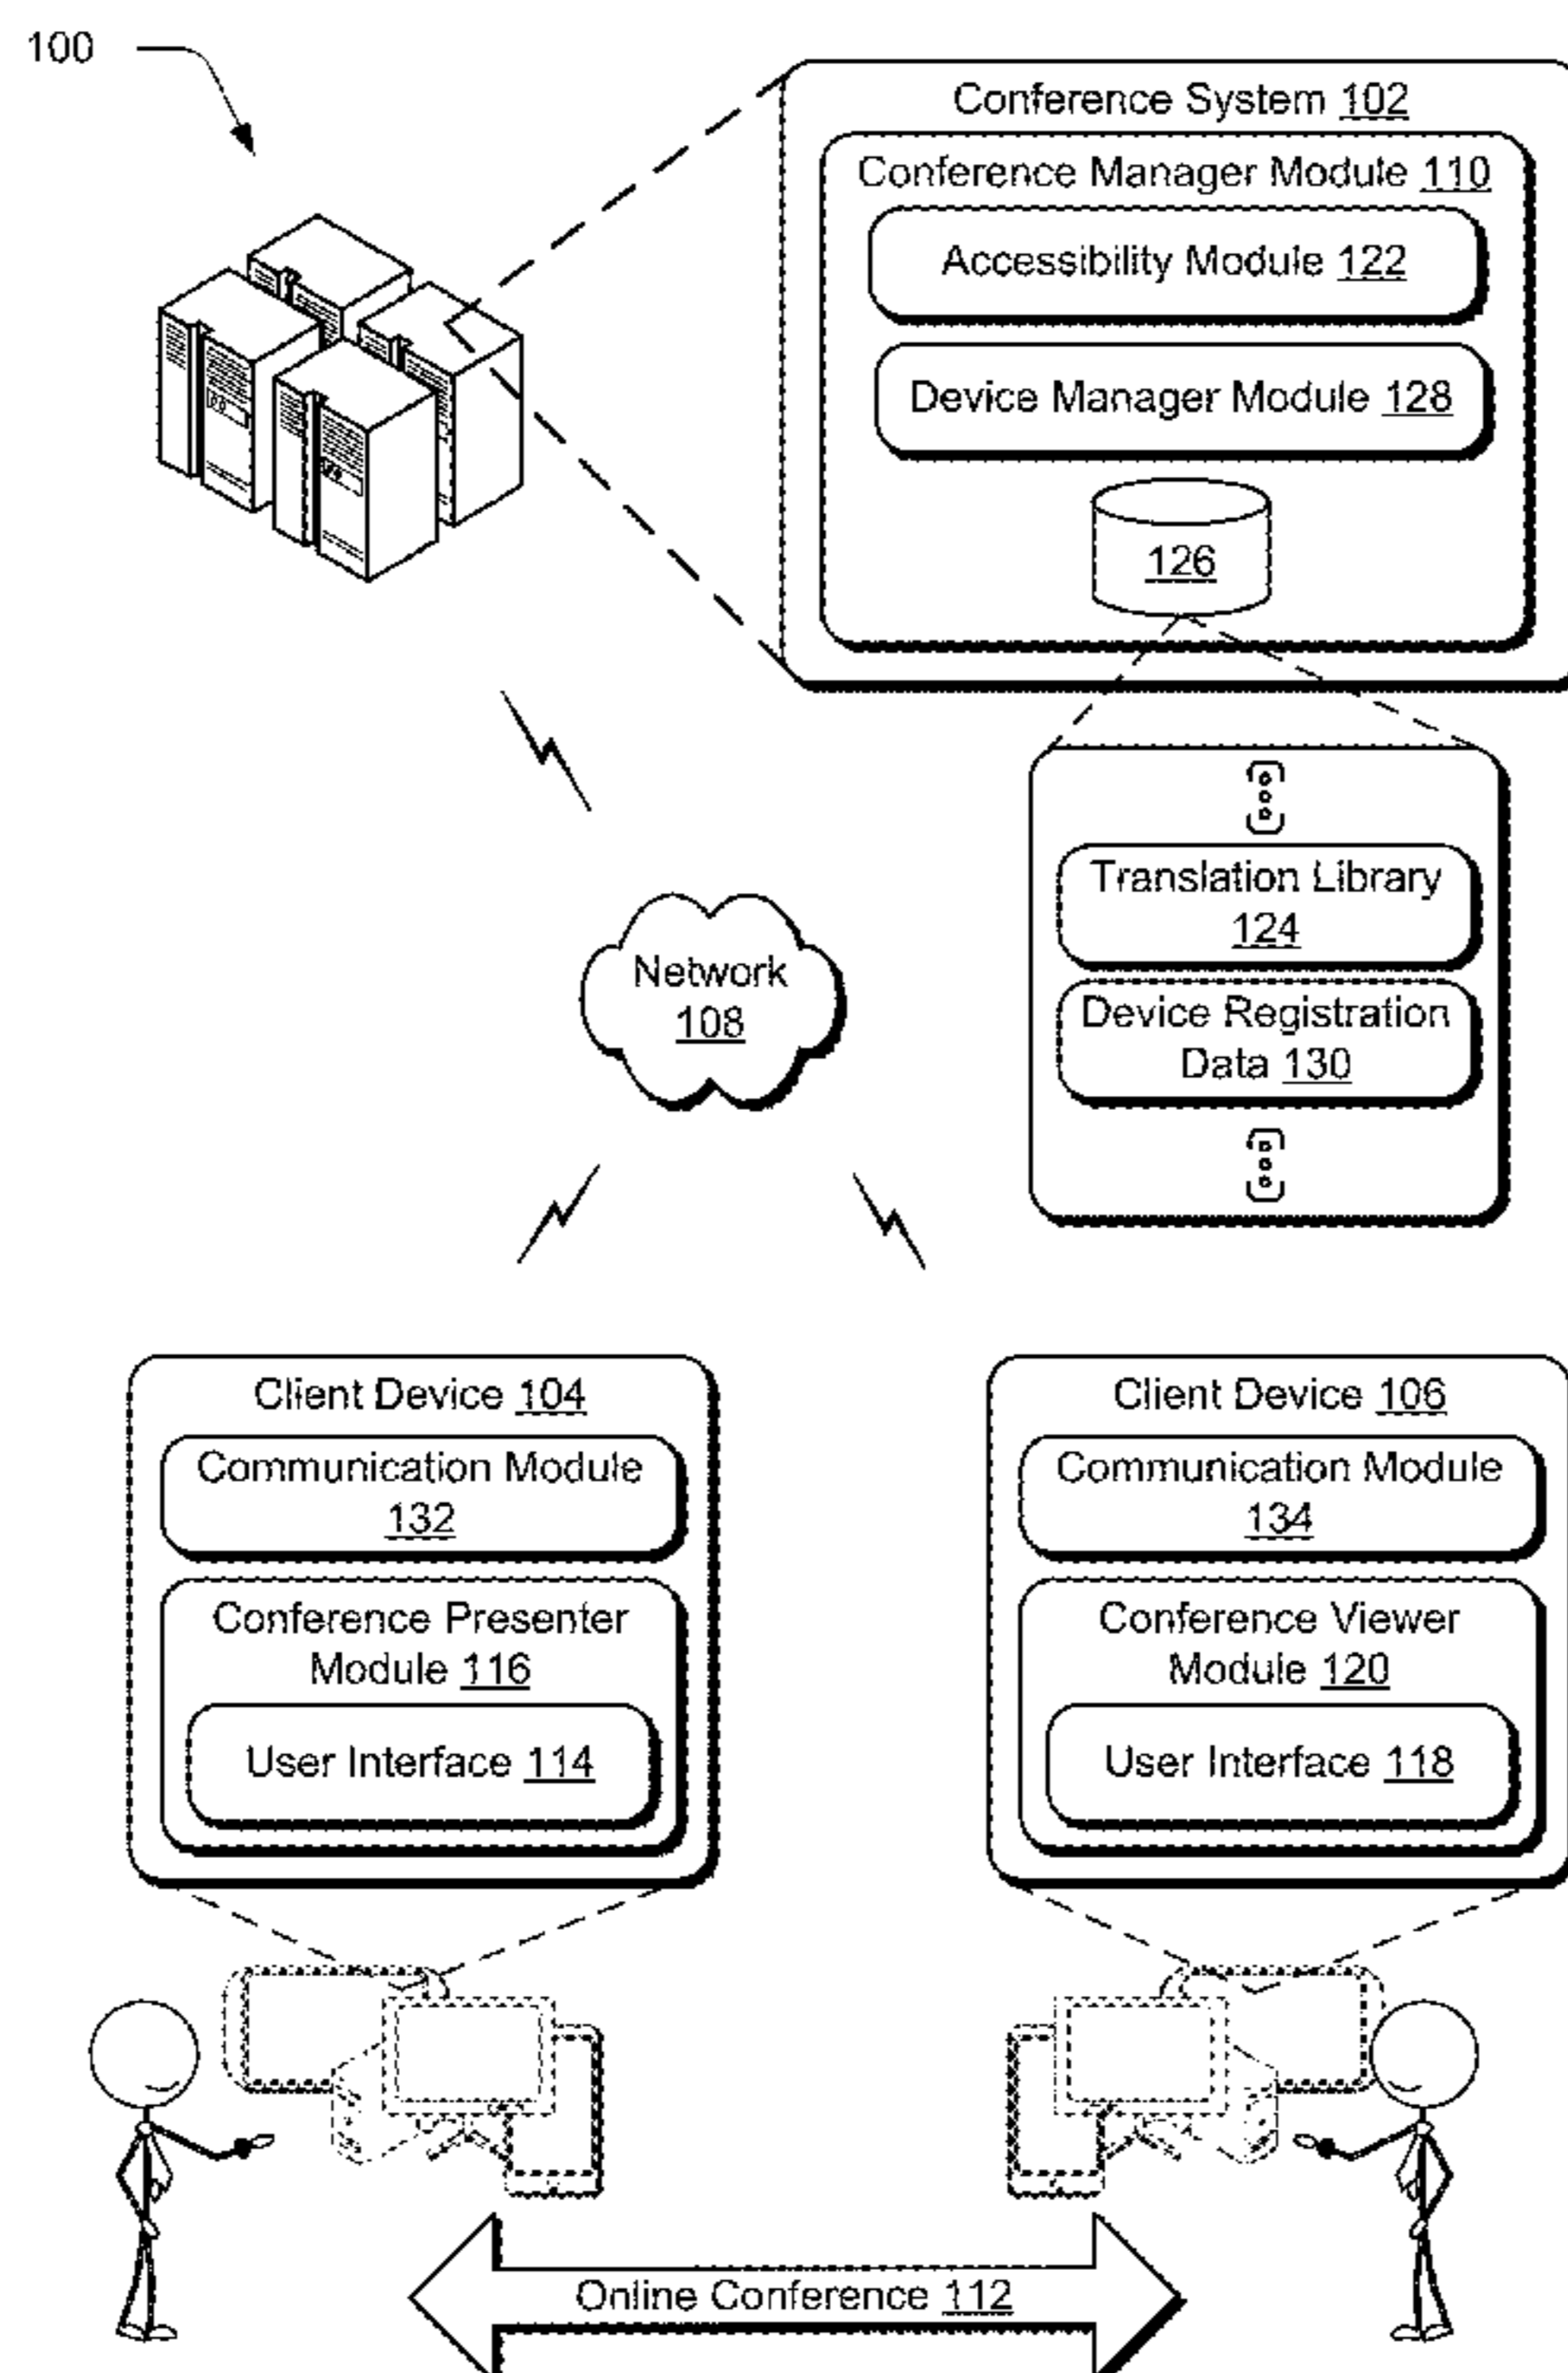 100
Conference System 102
Conference Manager Module 110
Accessibility Module 122
Device Manager Module 128
126
Translation Library
124
Device Registration
Data 130
Network
108
Client Device 104
Communication Module
132
Conference Presenter
Module 116
User Interface 114
Client Device 106
Communication Module
134
Conference Viewer
Module 120
User Interface 118
Online Conference 112